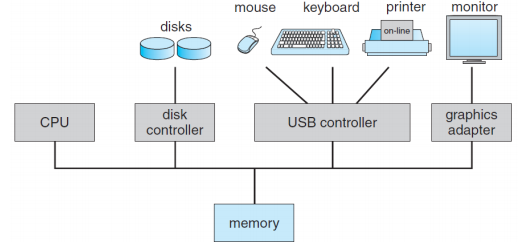 mouse
keyboard
printer
monitor
disks
on-line
CPU
disk
controller
USB controller
graphics
adapter
memory